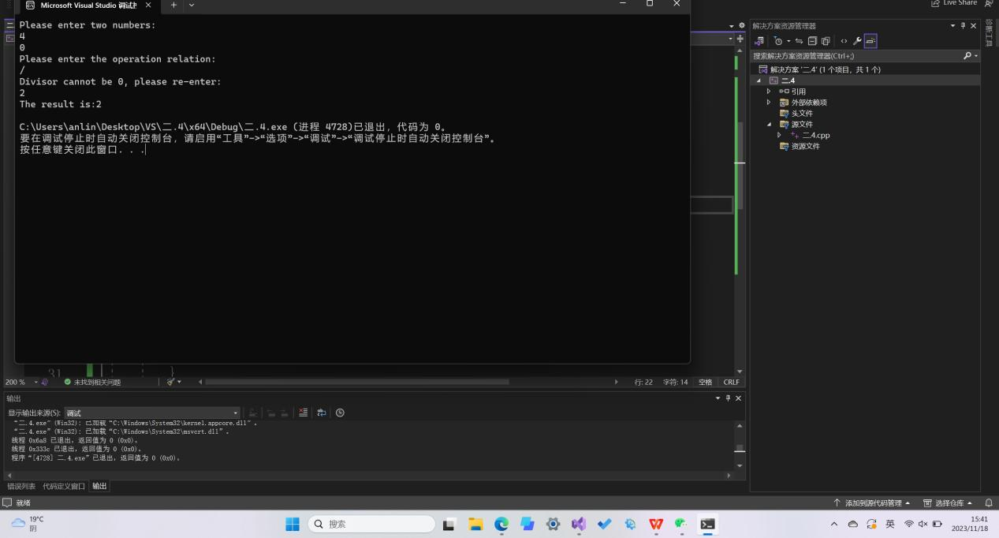 Microsoft Visual Studio 调试控
Live Share
Please enter two numbers:
4
0
Please enter the operation relation:
/
Divisor cannot be 0, please re-enter:
2
The result is:2
C:\Users\anlin\Desktop\VS\二.4\x64\Debug\二.4.exe (进程 4728)已退出，代码为 0。
要在调试停止时自动关闭控制台，请启用“工具”->“选项”->“调试”->“调试停止时自动关闭控制台”。
按任意键关闭此窗口. . .
解决方案资源管理器
搜索解决方案资源管理器(Ctrl+;)
解决方案 '二.4' (1 个项目，共 1 个)
二.4
引用
外部依赖项
头文件
源文件
二.4.cpp
资源文件
诊断工具
31
}
200 %
未找到相关问题
行: 22
字符: 14
空格
CRLF
输出
显示输出来源(S): 调试
“二.4.exe”(Win32): 已加载“C:\Windows\System32\kernel.appcore.dll”。
“二.4.exe”(Win32): 已加载“C:\Windows\System32\msvcrt.dll”。
线程 0x6a8 已退出，返回值为 0 (0x0)。
线程 0x333c 已退出，返回值为 0 (0x0)。
程序“[4728] 二.4.exe”已退出，返回值为 0 (0x0)。
错误列表 代码定义窗口 输出
就绪
添加到源代码管理
选择仓库
19°C
阴
搜索
英
15:41
2023/11/18